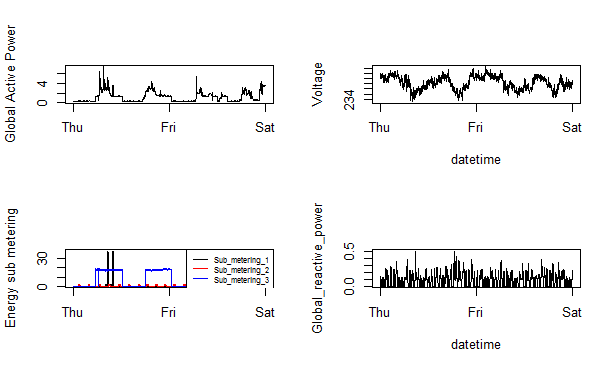 Global Active Power
0 4
Thu Fri Sat
Voltage
234
Thu Fri Sat
datetime
Energy sub metering
0 30
Sub_metering_1
Sub_metering_2
Sub_metering_3
Thu Fri Sat
Global_reactive_power
0.0 0.5
Thu Fri Sat
datetime